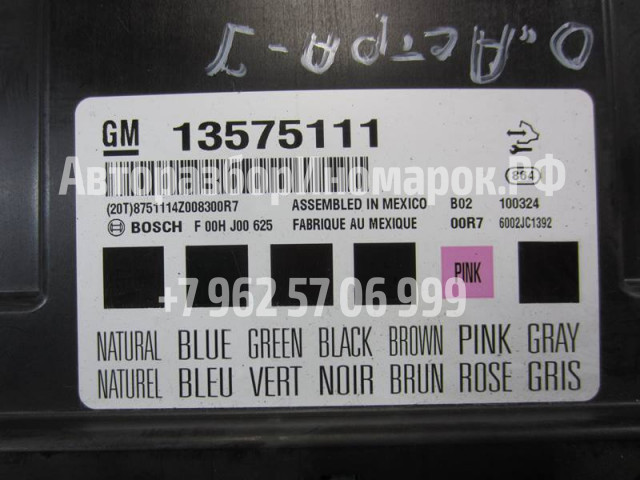 О.Астра-J
GM 13575111
Авторазбор Иномарок.РФ
864
(20T)8751114Z008300R7 ASSEMBLED IN MEXICO B02 100324
BOSCH F 00H J00 625 FABRIQUE AU MEXIQUE 00R7 6002JC1392
PINK
+7 962 57 06 999
NATURAL BLUE GREEN BLACK BROWN PINK GRAY
NATUREL BLEU VERT NOIR BRUN ROSE GRIS